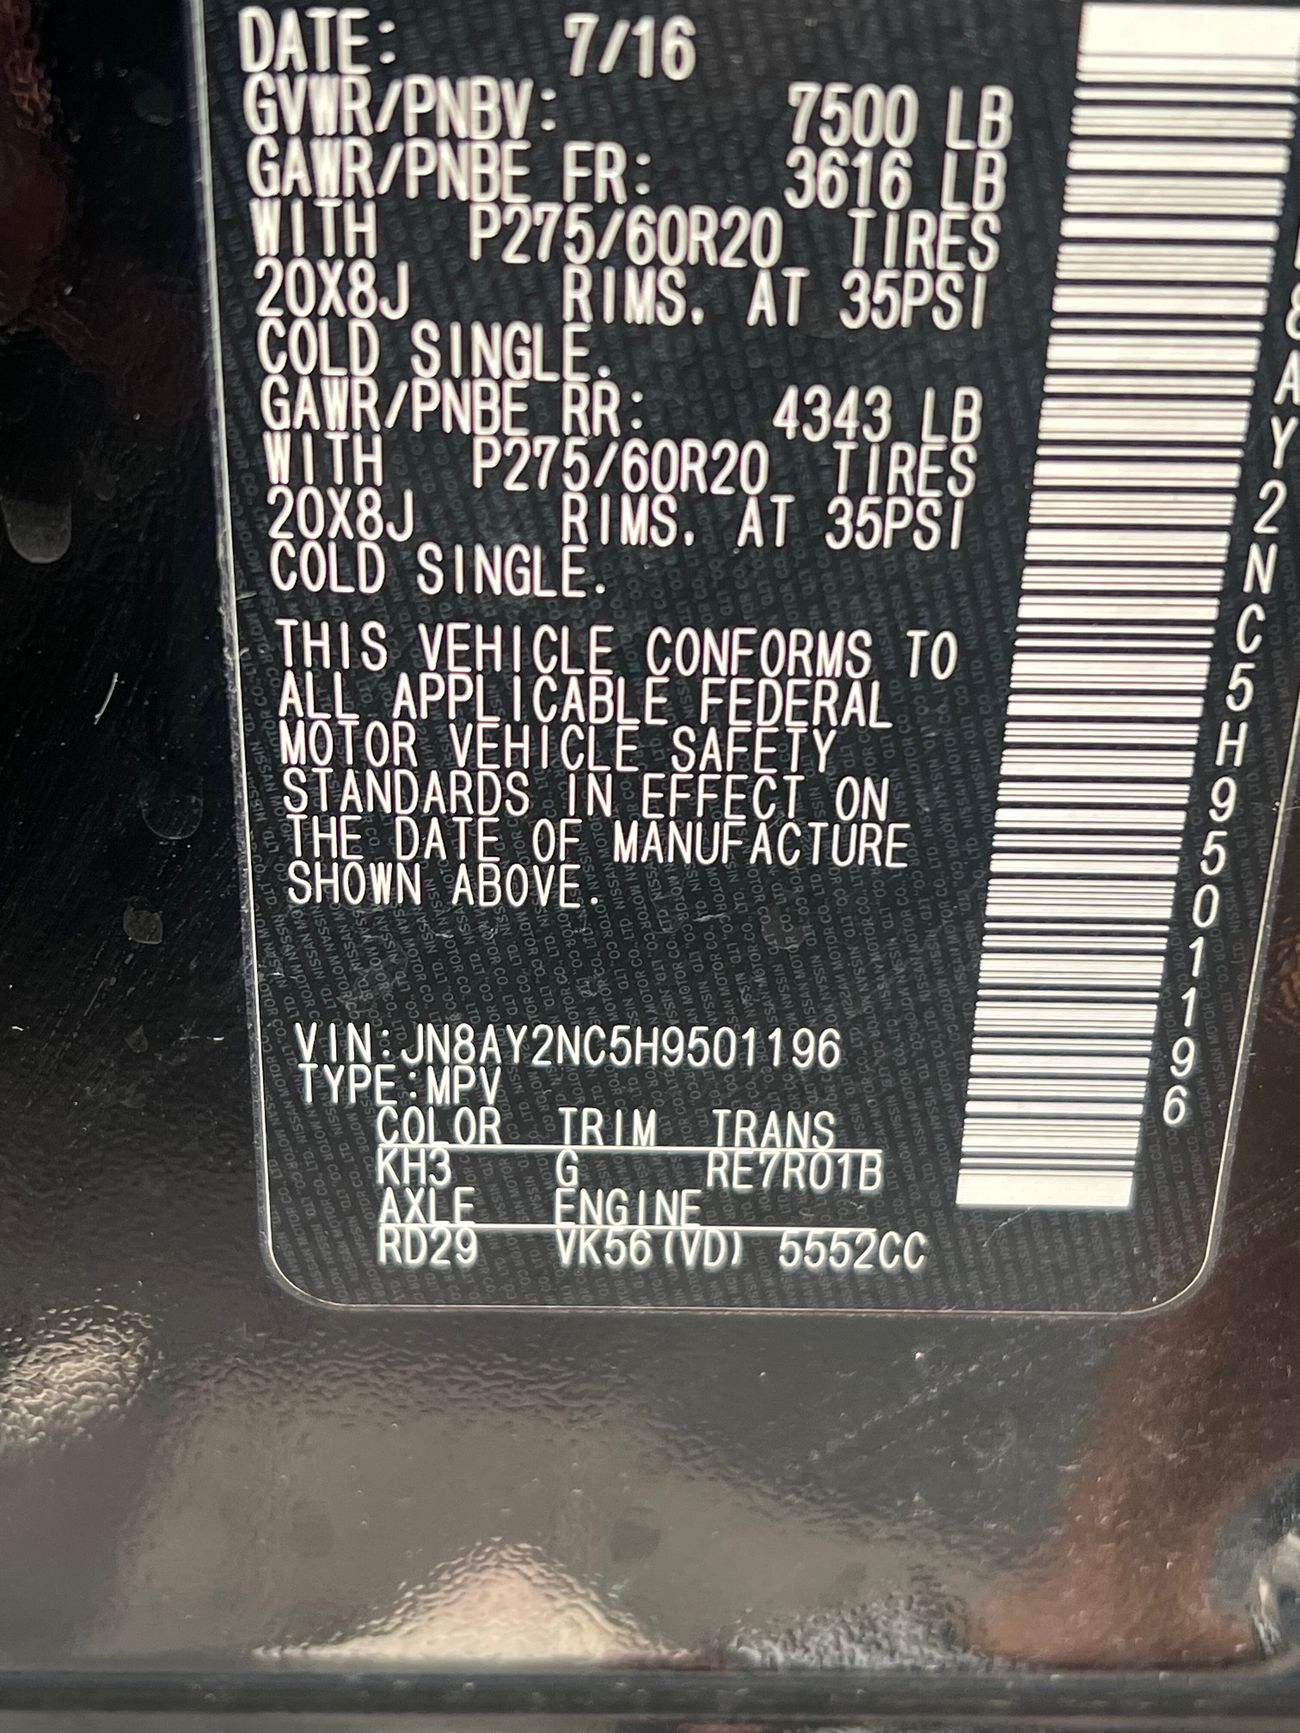 DATE: 7/16
GVWR/PNBV: 7500 LB
GAWR/PNBE FR: 3616 LB
WITH P275/60R20 TIRES
20X8J RIMS. AT 35PSI
COLD SINGLE.
GAWR/PNBE RR: 4343 LB
WITH P275/60R20 TIRES
20X8J RIMS. AT 35PSI
COLD SINGLE.
THIS VEHICLE CONFORMS TO
ALL APPLICABLE FEDERAL
MOTOR VEHICLE SAFETY
STANDARDS IN EFFECT ON
THE DATE OF MANUFACTURE
SHOWN ABOVE.
VIN:JN8AY2NC5H9501196
TYPE:MPV
COLOR TRIM TRANS
KH3 G RE7R01B
AXLE ENGINE
RD29 VK56(VD) 5552CC
8AY2NC5H9501196